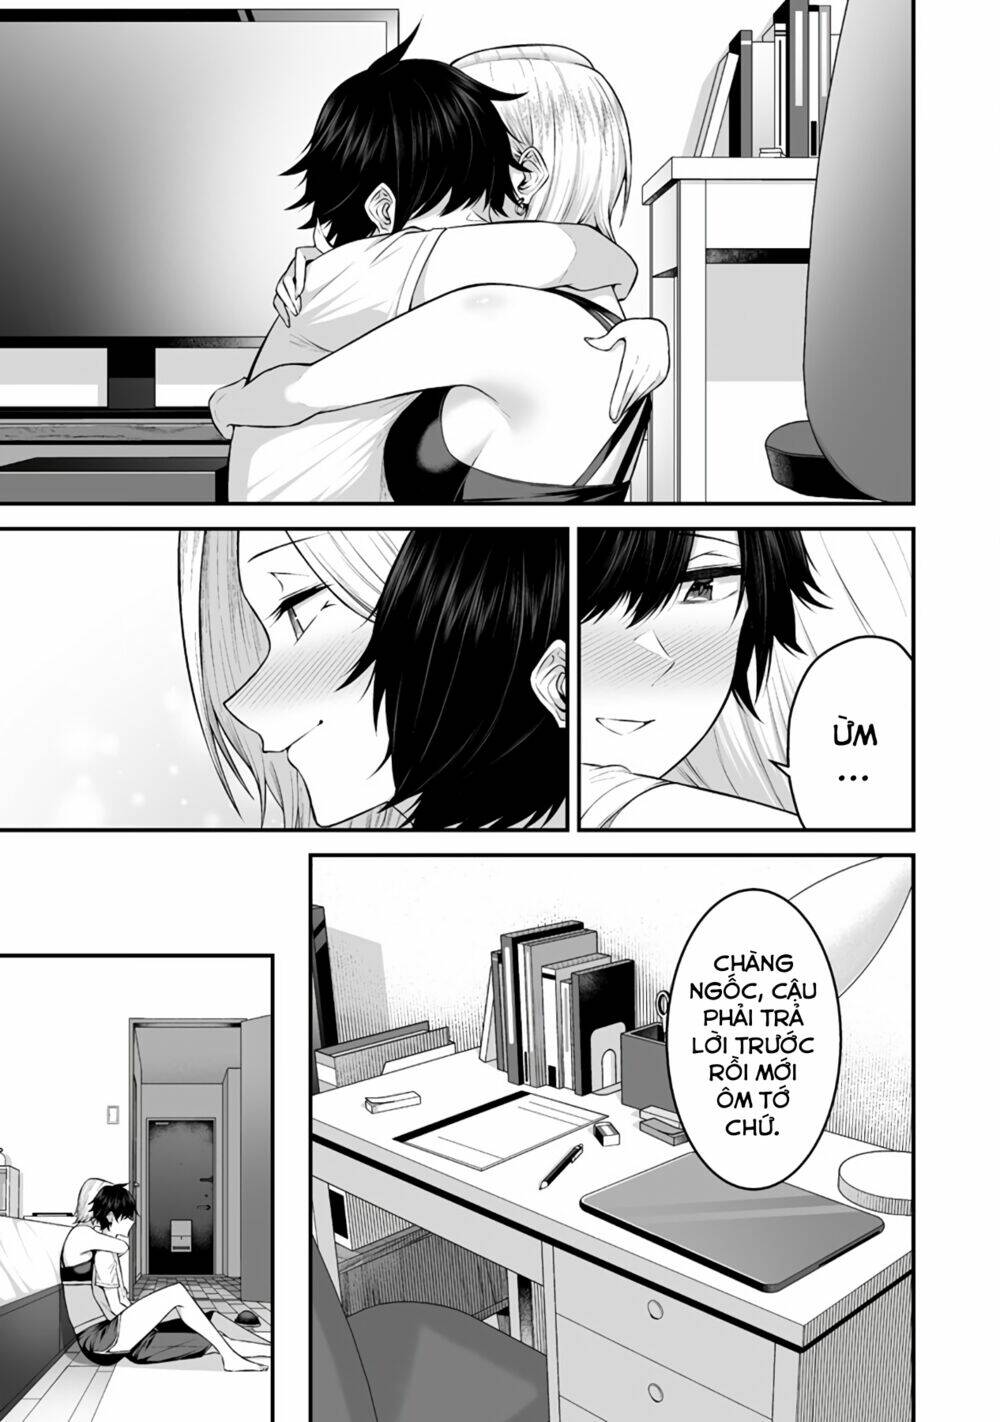 ỪM
...
CHÀNG
NGỐC, CẬU
PHẢI TRẢ
LỜI TRƯỚC
RỒI MỚI
ÔM TỚ
CHỨ.